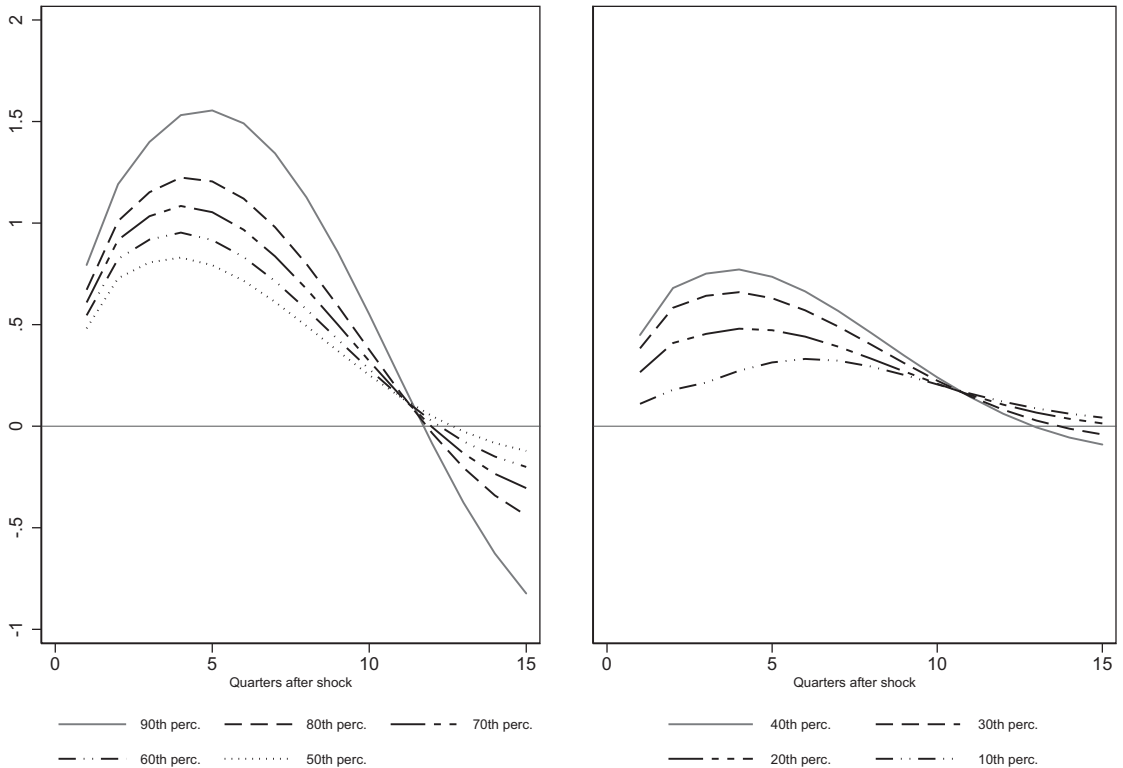 2
1.5
1
.5
0
-.5
-1
0 5 10 15
Quarters after shock
90th perc. 80th perc. 70th perc.
60th perc. 50th perc.
0 5 10 15
Quarters after shock
40th perc. 30th perc.
20th perc. 10th perc.